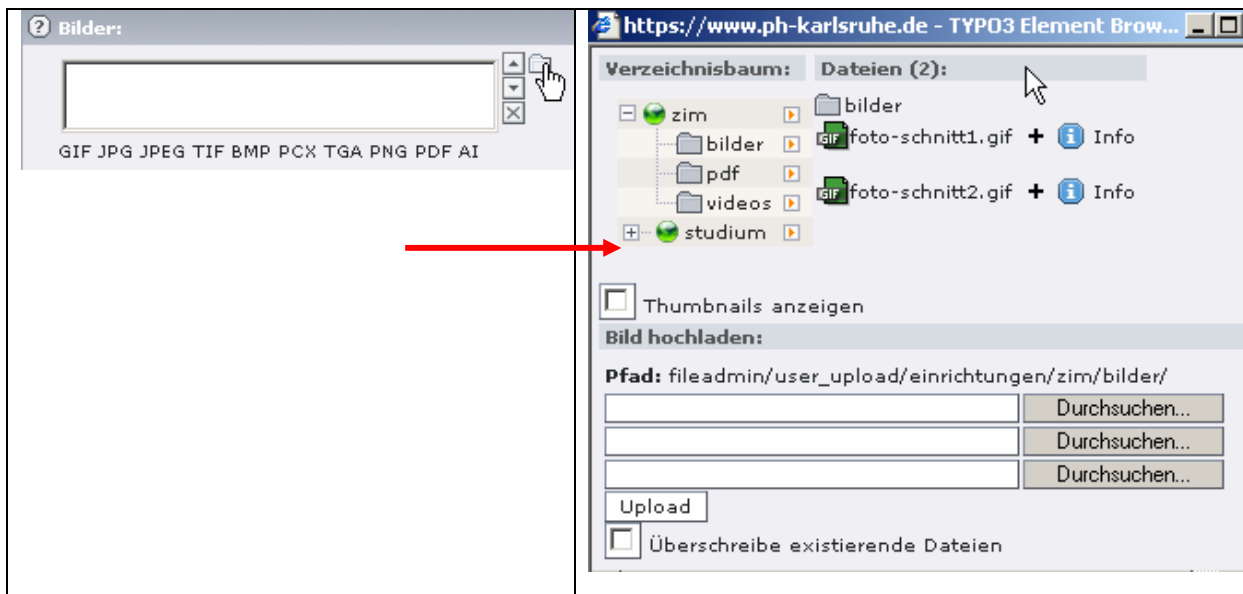 Bilder:
GIF JPG JPEG TIF BMP PCX TGA PNG PDF AI
https://www.ph-karlsruhe.de - TYPO3 Element Brow...
Verzeichnisbaum: Dateien (2):
zim
bilder
pdf
videos
studium
bilder
GIF foto-schnitt1.gif + i Info
GIF foto-schnitt2.gif + i Info
Thumbnails anzeigen
Bild hochladen:
Pfad: fileadmin/user_upload/einrichtungen/zim/bilder/
Durchsuchen...
Durchsuchen...
Durchsuchen...
Upload
Überschreibe existierende Dateien